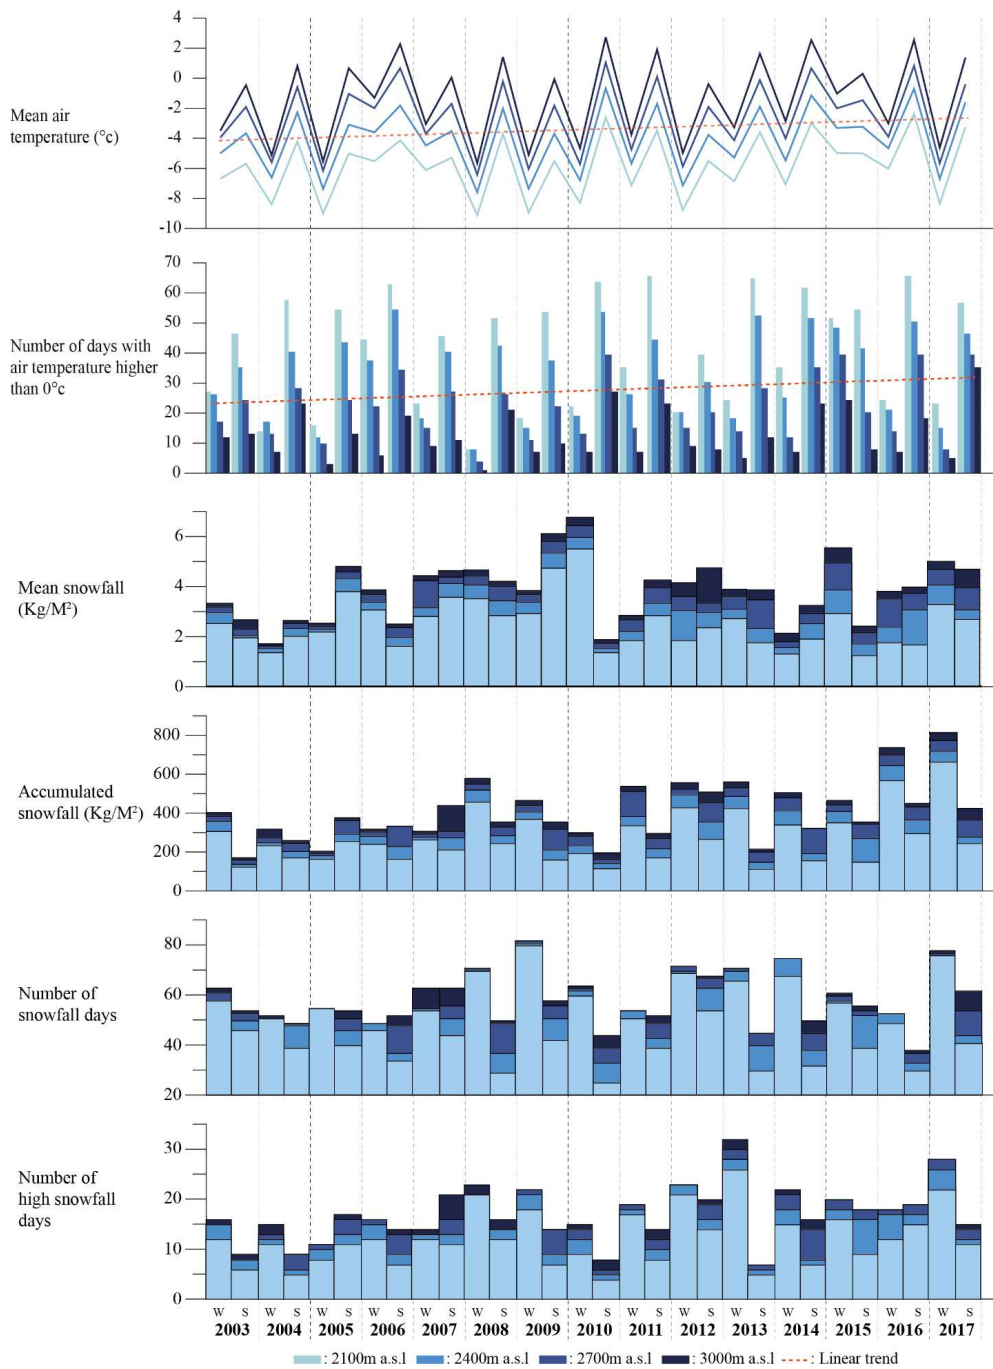 4
2
0
-2
-4
-6
-8
-10
Mean air
temperature (°c)
70
60
50
40
30
20
10
0
Number of days with
air temperature higher
than 0°c
6
4
2
0
Mean snowfall
(Kg/M²)
800
600
400
200
0
Accumulated
snowfall (Kg/M²)
80
60
40
20
Number of
snowfall days
30
20
10
0
Number of
high snowfall
days
W S W S W S W S W S W S W S W S W S W S W S W S W S W S W S
2003 2004 2005 2006 2007 2008 2009 2010 2011 2012 2013 2014 2015 2016 2017
: 2100m a.s.l : 2400m a.s.l : 2700m a.s.l : 3000m a.s.l : Linear trend